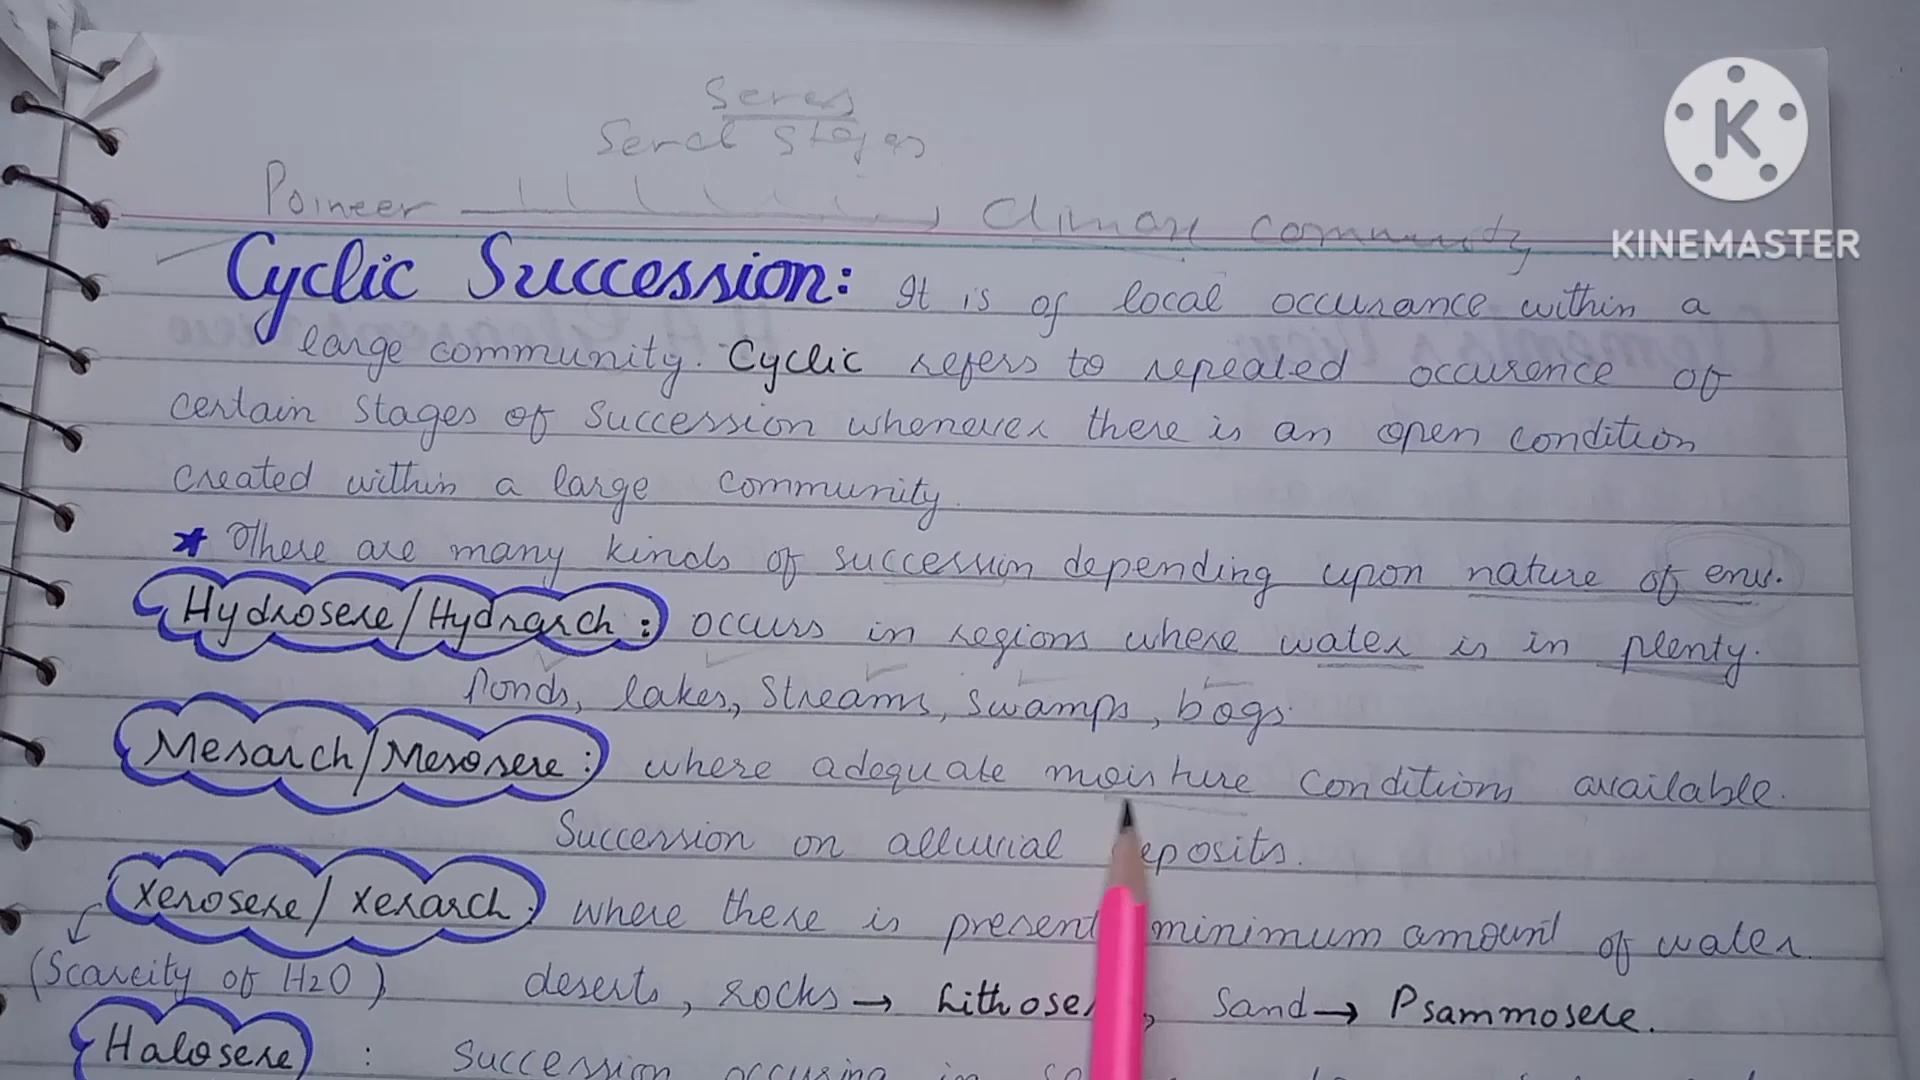 Seres
Seral Stages
Poineer Climax Community
KINEMASTER
Cyclic Succession: It is of local occurance within a
large community. Cyclic refers to repeated occurence of
certain stages of succession whenever there is an open condition
created within a large community.
* There are many kinds of succession depending upon nature of env.
Hydrosere/Hydrarch: occurs in regions where water is in plenty.
Ponds, lakes, streams, swamps, bogs.
Mesarch/Mesosere: where adequate moisture conditions available.
Succession on alluvial eposits.
Xerosere/Xerarch: where there is present minimum amount of water.
(Scarcity of H2O) deserts, rocks → Lithose , Sand → Psammosere.
Halosere : Succession occuring in